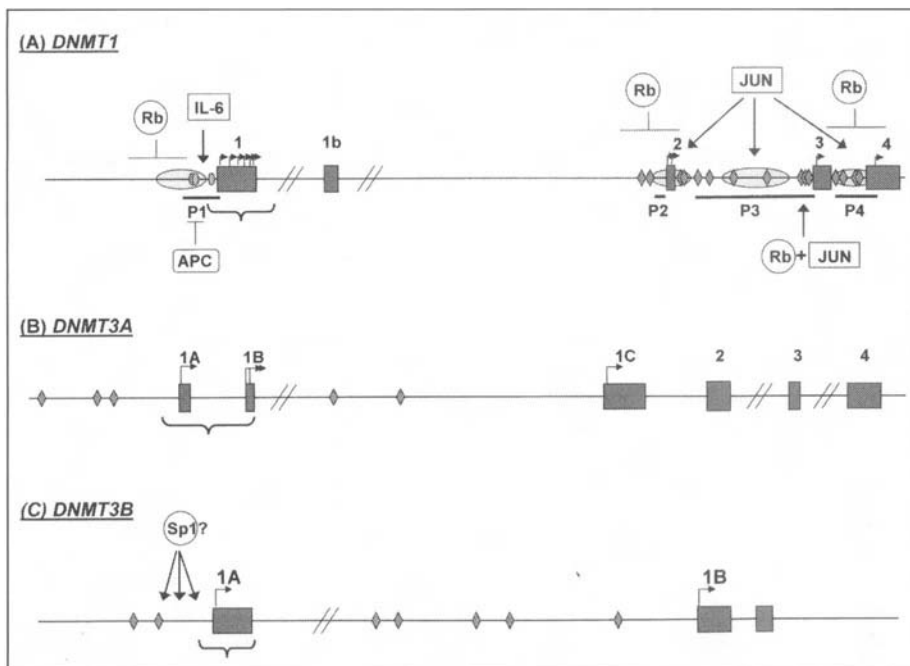 (A) DNMT1
Rb IL-6 JUN Rb
1 1b 2 3 4
P1 P2 P3 P4
APC Rb + JUN
(B) DNMT3A
1A 1B 1C 2 3 4
(C) DNMT3B
Sp1?
1A 1B